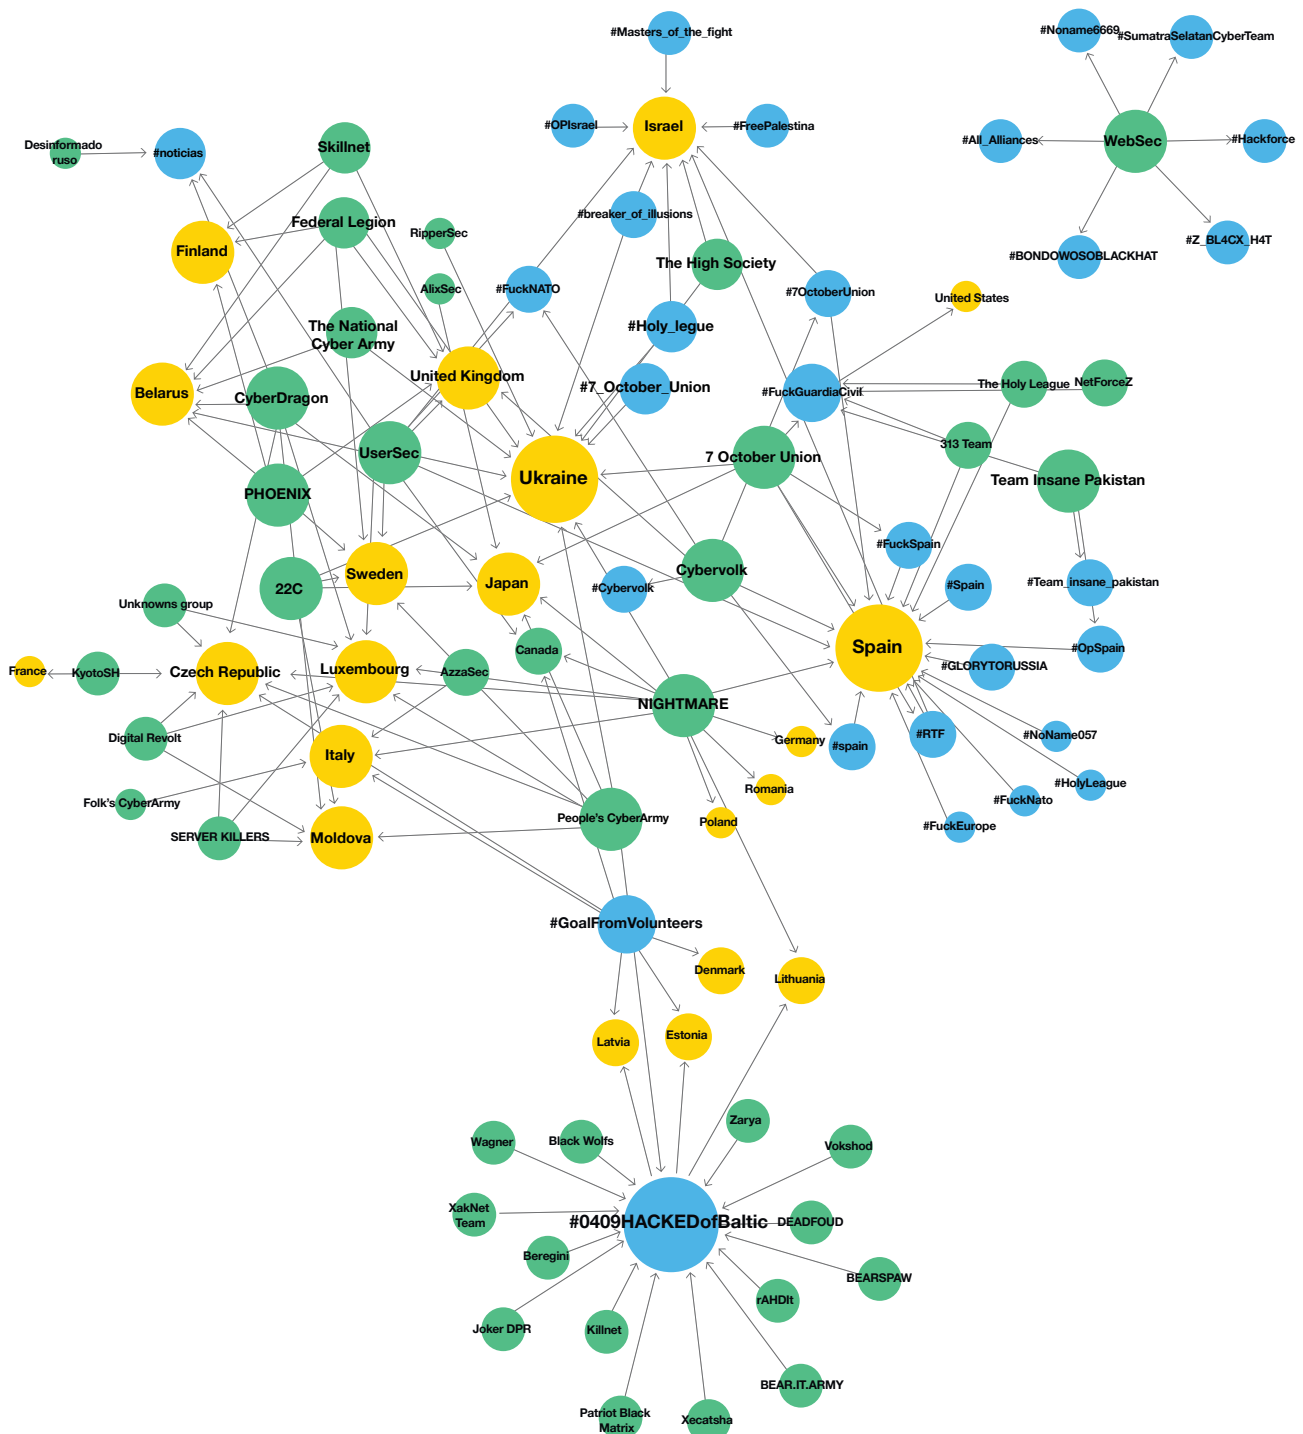 #Masters_of_the_fight
#Noname6669
#SumatraSelatanCyberTeam
#OPIsrael
Israel
#FreePalestina
#All_Alliances
WebSec
#Hackforce
Desinformado
ruso
#noticias
Skillnet
#breaker_of_illusions
Federal Legion
RipperSec
Finland
#Z_BL4CX_H4T
#BONDOWOSOBLACKHAT
The High Society
AlixSec
#FuckNATO
#7OctoberUnion
United States
The National
Cyber Army
#Holy_legue
United Kingdom
#7_October_Union
#FuckGuardiaCivil
The Holy League
NetForceZ
Belarus
CyberDragon
UserSec
7 October Union
313 Team
Ukraine
Team Insane Pakistan
PHOENIX
#FuckSpain
Sweden
Cybervolk
22C
Japan
#Cybervolk
#Spain
#Team_insane_pakistan
Unknowns group
Spain
Canada
#OpSpain
France
KyotoSH
Czech Republic
Luxembourg
AzzaSec
#GLORYTORUSSIA
NIGHTMARE
Digital Revolt
Germany
#spain
#RTF
#NoName057
Italy
Romania
#HolyLeague
Folk's CyberArmy
#FuckNato
People's CyberArmy
Poland
#FuckEurope
SERVER KILLERS
Moldova
#GoalFromVolunteers
Denmark
Lithuania
Latvia
Estonia
Zarya
Wagner
Black Wolfs
Vokshod
XakNet
Team
#0409HACKEDofBaltic
DEADFOUD
Beregini
BEARSPAW
rAHDIt
Joker DPR
Killnet
BEAR.IT.ARMY
Patriot Black
Matrix
Xecatsha